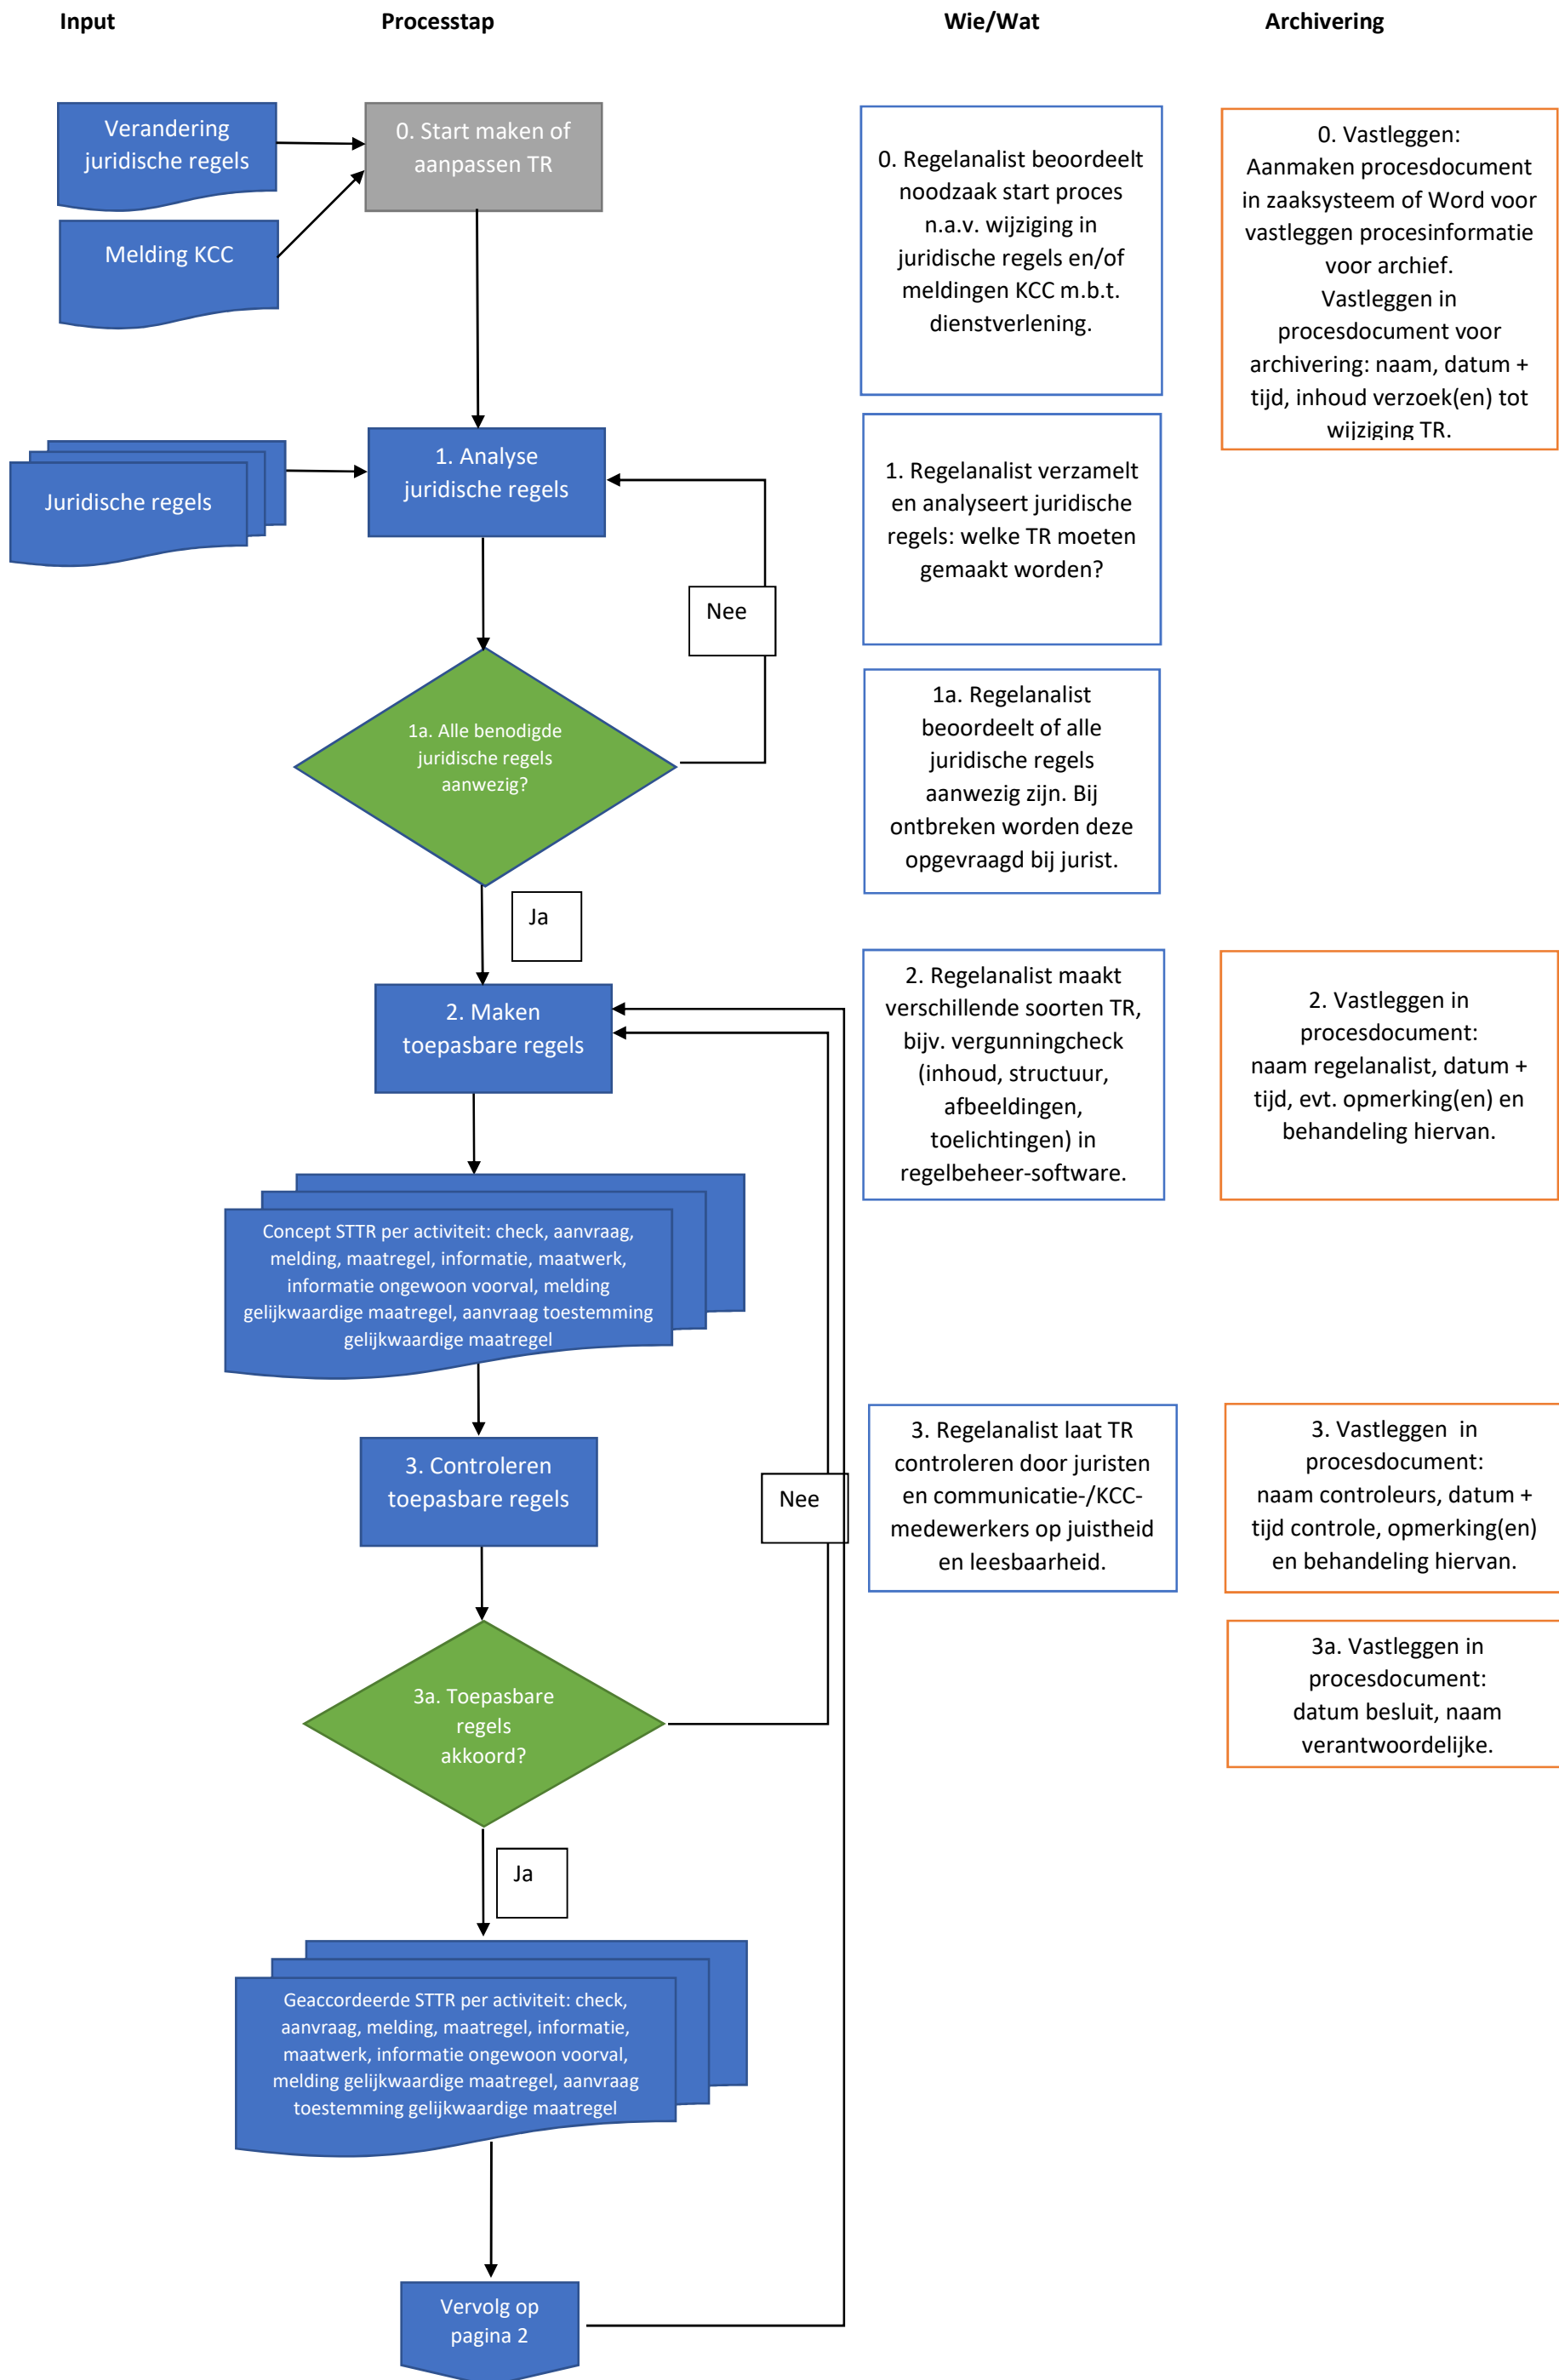 Input
Processtap
Wie/Wat
Archivering
Verandering
juridische regels
Melding KCC
0. Start maken of
aanpassen TR
0. Regelanalist beoordeelt
noodzaak start proces
n.a.v. wijziging in
juridische regels en/of
meldingen KCC m.b.t.
dienstverlening.
0. Vastleggen:
Aanmaken procesdocument
in zaaksysteem of Word voor
vastleggen procesinformatie
voor archief.
Vastleggen in
procesdocument voor
archivering: naam, datum +
tijd, inhoud verzoek(en) tot
wijziging TR.
Juridische regels
1. Analyse
juridische regels
1. Regelanalist verzamelt
en analyseert juridische
regels: welke TR moeten
gemaakt worden?
Nee
1a. Alle benodigde
juridische regels
aanwezig?
1a. Regelanalist
beoordeelt of alle
juridische regels
aanwezig zijn. Bij
ontbreken worden deze
opgevraagd bij jurist.
Ja
2. Maken
toepasbare regels
2. Regelanalist maakt
verschillende soorten TR,
bijv. vergunningcheck
(inhoud, structuur,
afbeeldingen,
toelichtingen) in
regelbeheer-software.
2. Vastleggen in
procesdocument:
naam regelanalist, datum +
tijd, evt. opmerking(en) en
behandeling hiervan.
Concept STTR per activiteit: check, aanvraag,
melding, maatregel, informatie, maatwerk,
informatie ongewoon voorval, melding
gelijkwaardige maatregel, aanvraag toestemming
gelijkwaardige maatregel
3. Controleren
toepasbare regels
Nee
3. Regelanalist laat TR
controleren door juristen
en communicatie-/KCC-
medewerkers op juistheid
en leesbaarheid.
3. Vastleggen in
procesdocument:
naam controleurs, datum +
tijd controle, opmerking(en)
en behandeling hiervan.
3a. Toepasbare
regels
akkoord?
3a. Vastleggen in
procesdocument:
datum besluit, naam
verantwoordelijke.
Ja
Geaccordeerde STTR per activiteit: check,
aanvraag, melding, maatregel, informatie,
maatwerk, informatie ongewoon voorval,
melding gelijkwaardige maatregel, aanvraag
toestemming gelijkwaardige maatregel
Vervolg op
pagina 2